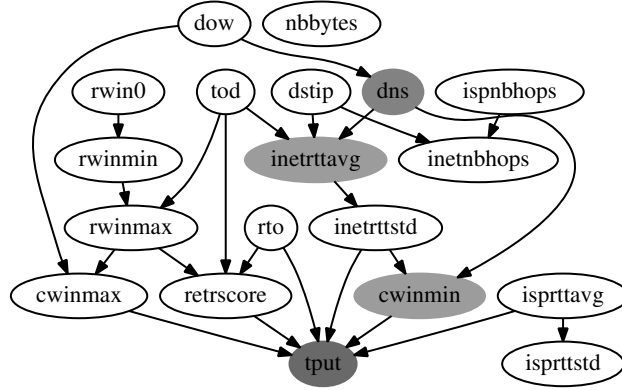 dow nbbytes
rwin0 tod dstip dns ispnbhops
rwinmin inetrttavg inetnbhops
rwinmax rto inetrttstd
cwinmax retrscore cwinmin isprttavg
tput isprttstd